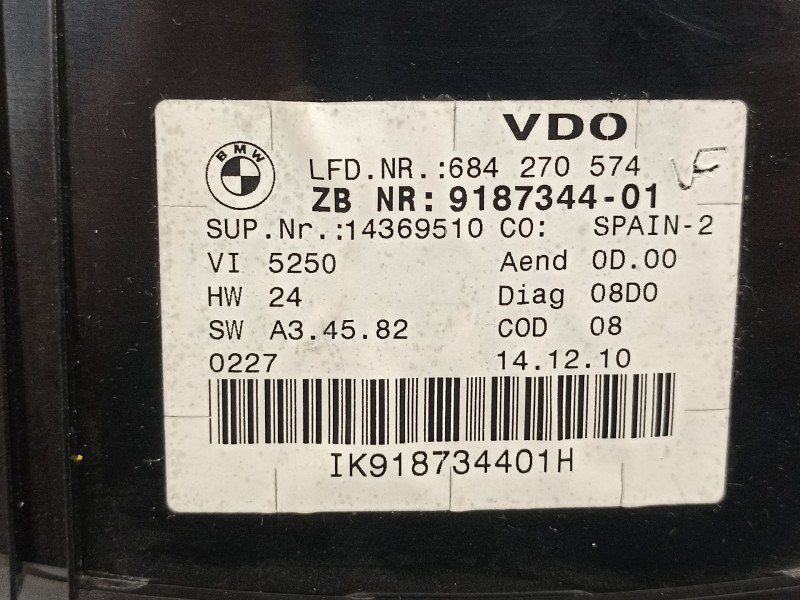 VDO
BMW
LFD.NR.:684 270 574
VF
ZB NR: 9187344-01
SUP.Nr.:14369510 CO: SPAIN-2
VI 5250 Aend 0D.00
HW 24 Diag 08D0
SW A3.45.82 COD 08
0227 14.12.10
IK918734401H